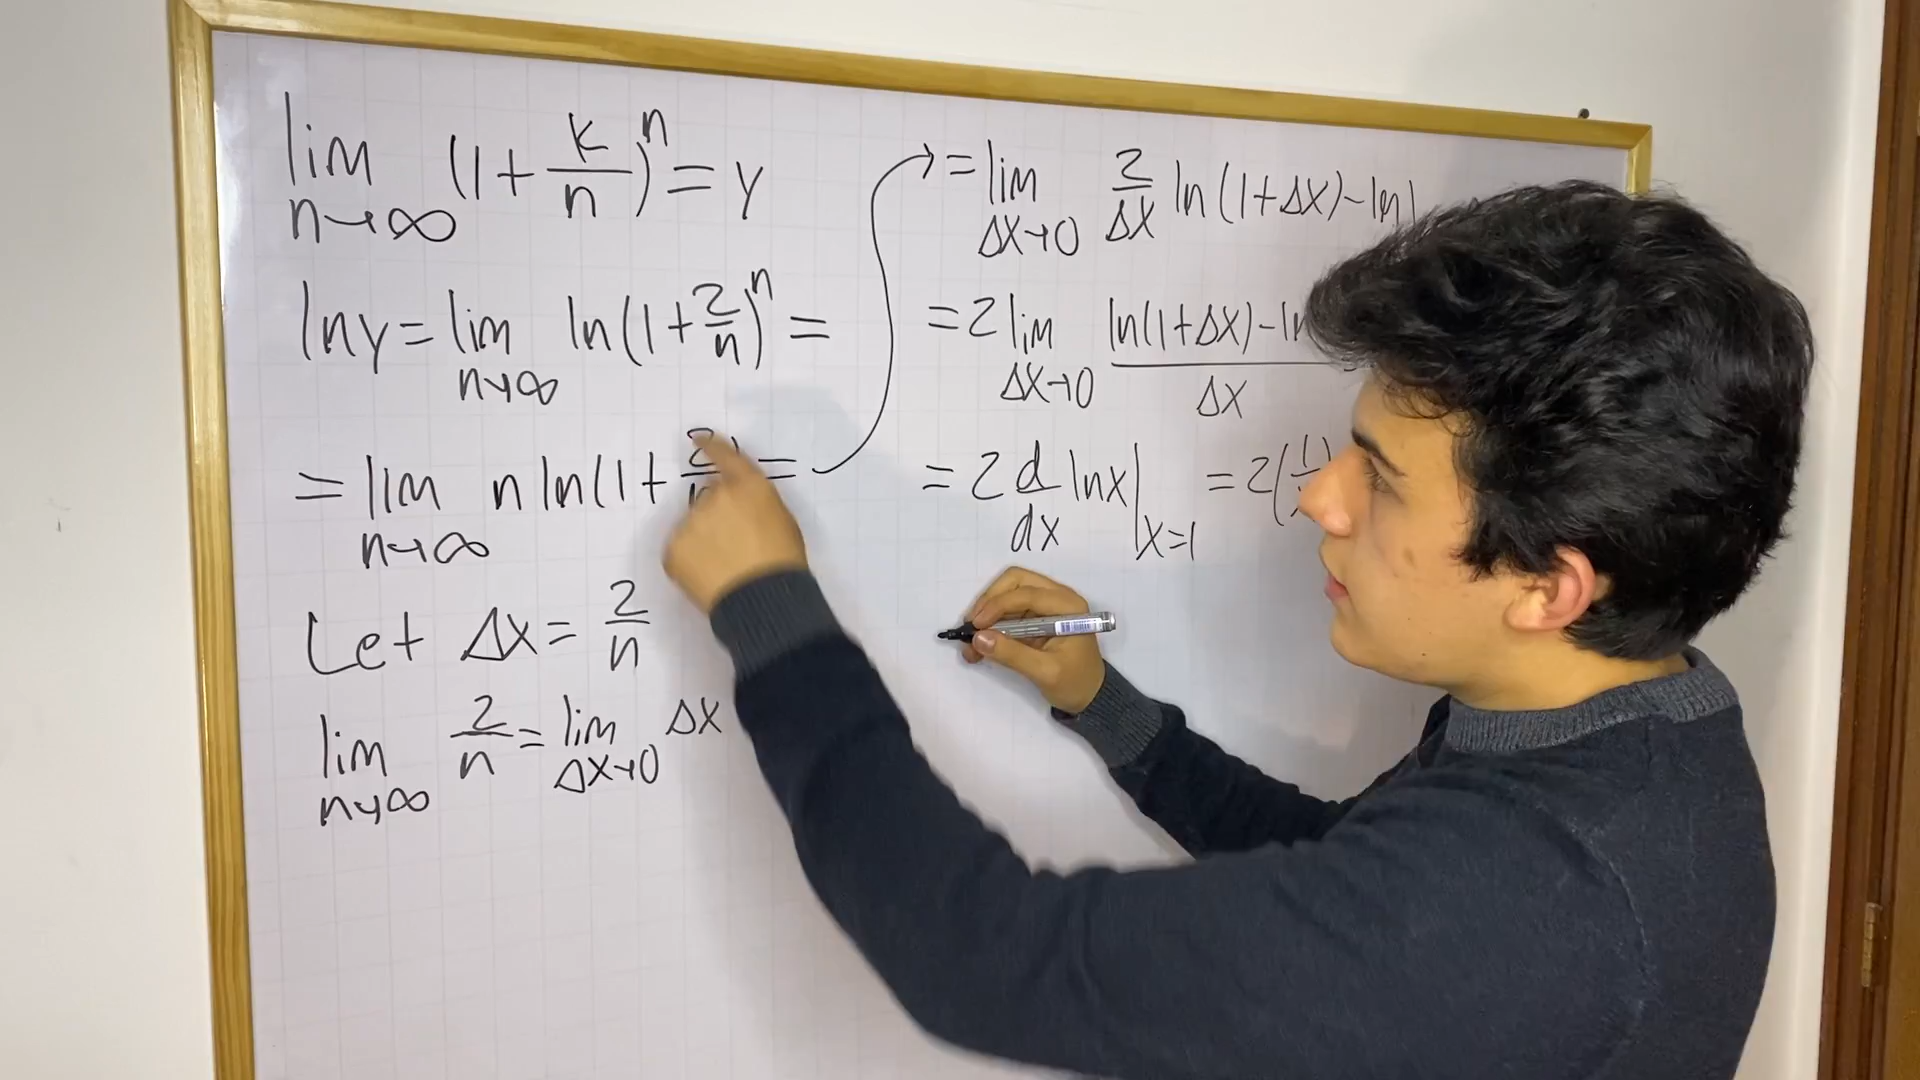 lim n→∞ (1+k/n)^n = y
lny = lim n→∞ ln(1+2/n)^n =
= lim n→∞ n ln(1+2/n) =
Let Δx = 2/n
lim n→∞ 2/n = lim Δx→0 Δx
= lim Δx→0 2/Δx ln(1+Δx)-ln1
= 2 lim Δx→0 ln(1+Δx)-ln / Δx
= 2 d/dx lnx|x=1 = 2(1/